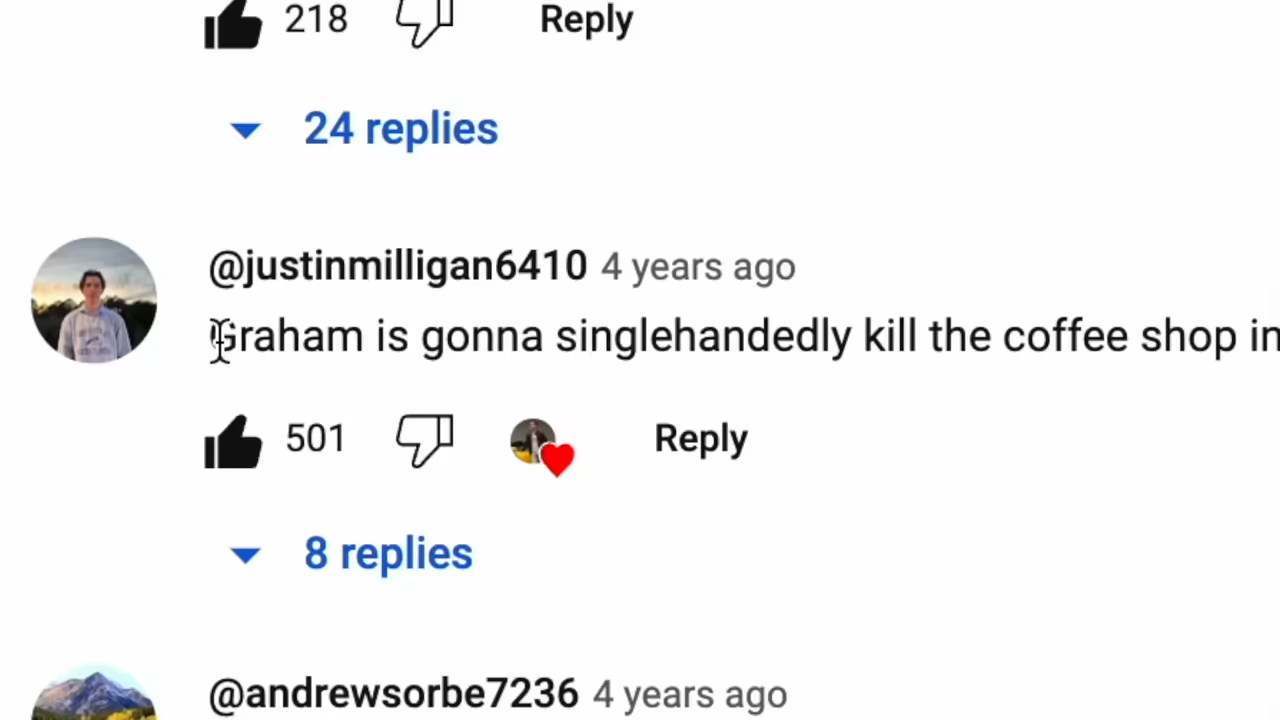 218 Reply
24 replies
@justinmilligan6410 4 years ago
Graham is gonna singlehandedly kill the coffee shop in
501 Reply
8 replies
@andrewsorbe7236 4 years ago